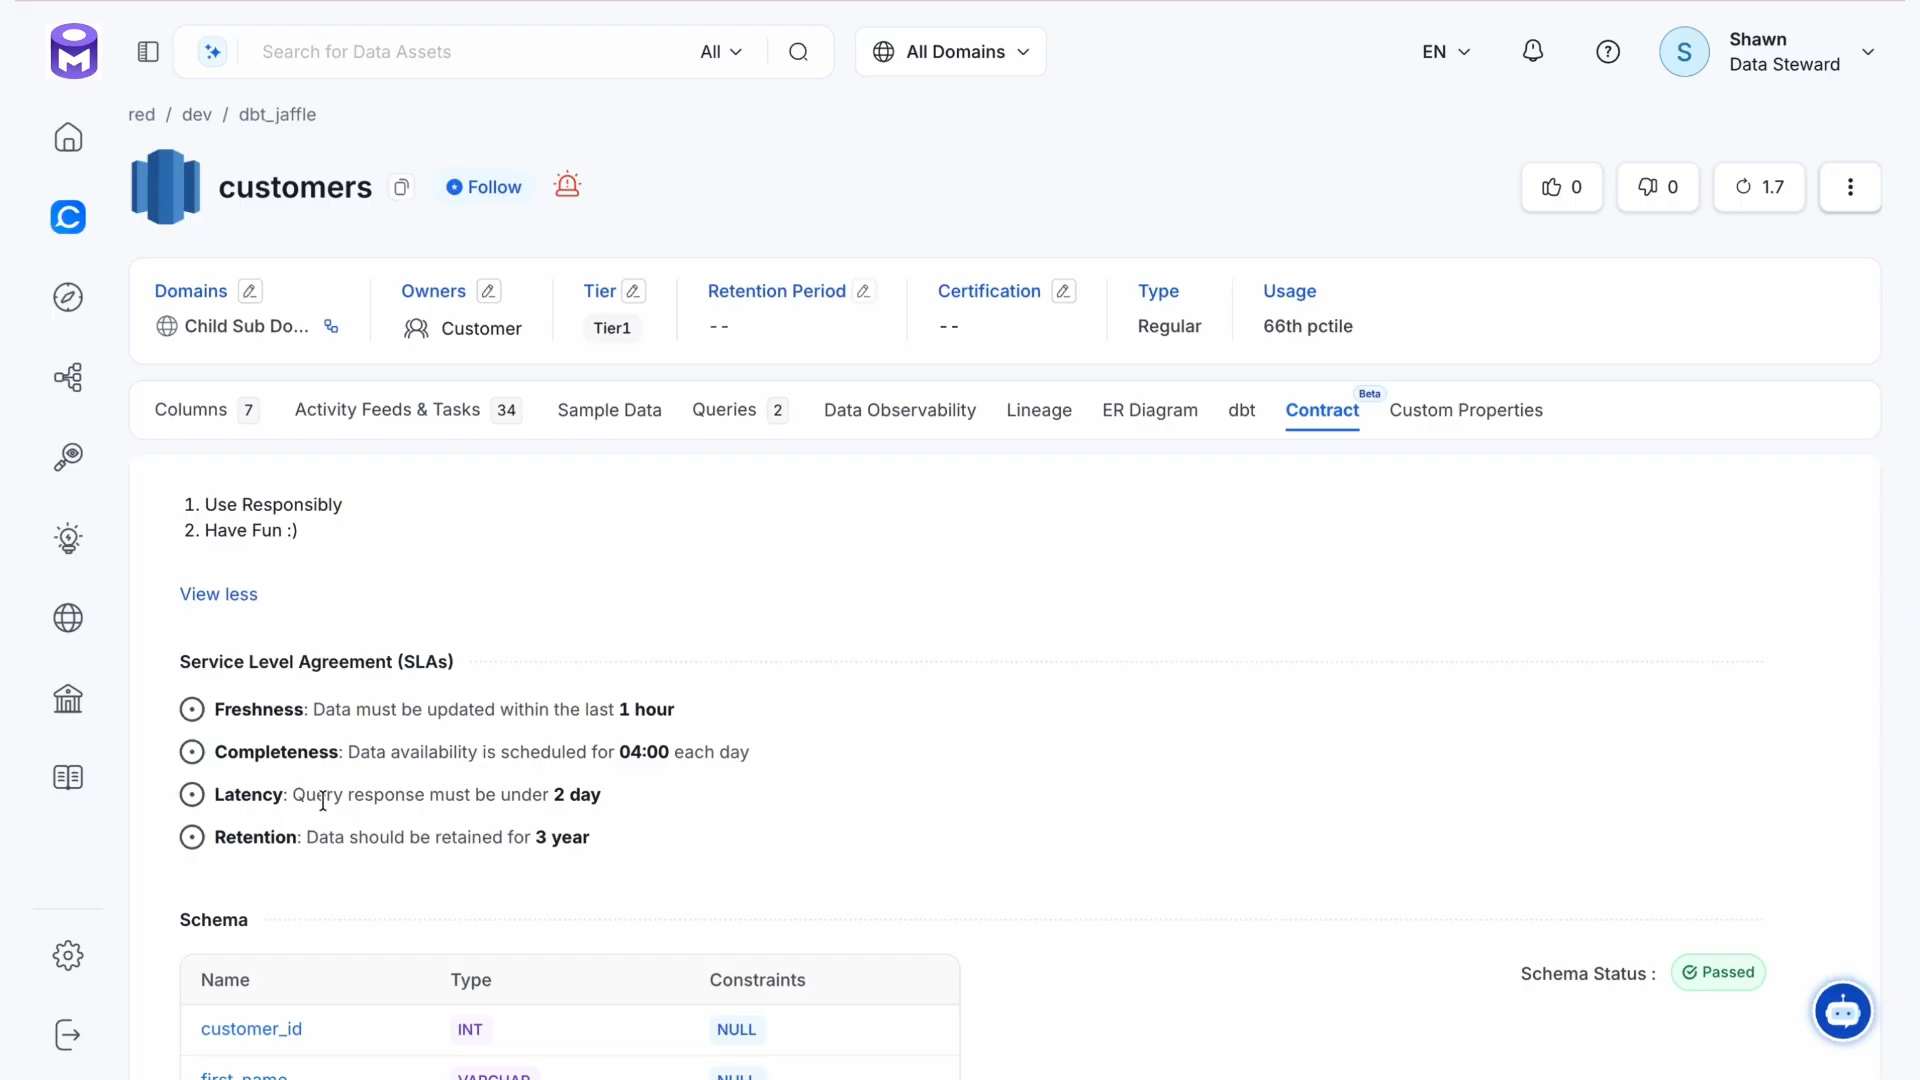 Search for Data Assets
All
All Domains
EN
S
Shawn
Data Steward
red / dev / dbt_jaffle
customers
Follow
0
0
1.7
Domains
Owners
Tier
Retention Period
Certification
Type
Usage
Child Sub Do...
Customer
Tier1
--
--
Regular
66th pctile
Columns 7
Activity Feeds & Tasks 34
Sample Data
Queries 2
Data Observability
Lineage
ER Diagram
dbt
Contract
Beta
Custom Properties
1. Use Responsibly
2. Have Fun :)
View less
Service Level Agreement (SLAs)
Freshness: Data must be updated within the last 1 hour
Completeness: Data availability is scheduled for 04:00 each day
Latency: Query response must be under 2 day
Retention: Data should be retained for 3 year
Schema
Name Type Constraints
Schema Status : Passed
customer_id INT NULL
first_name VARCHAR NULL